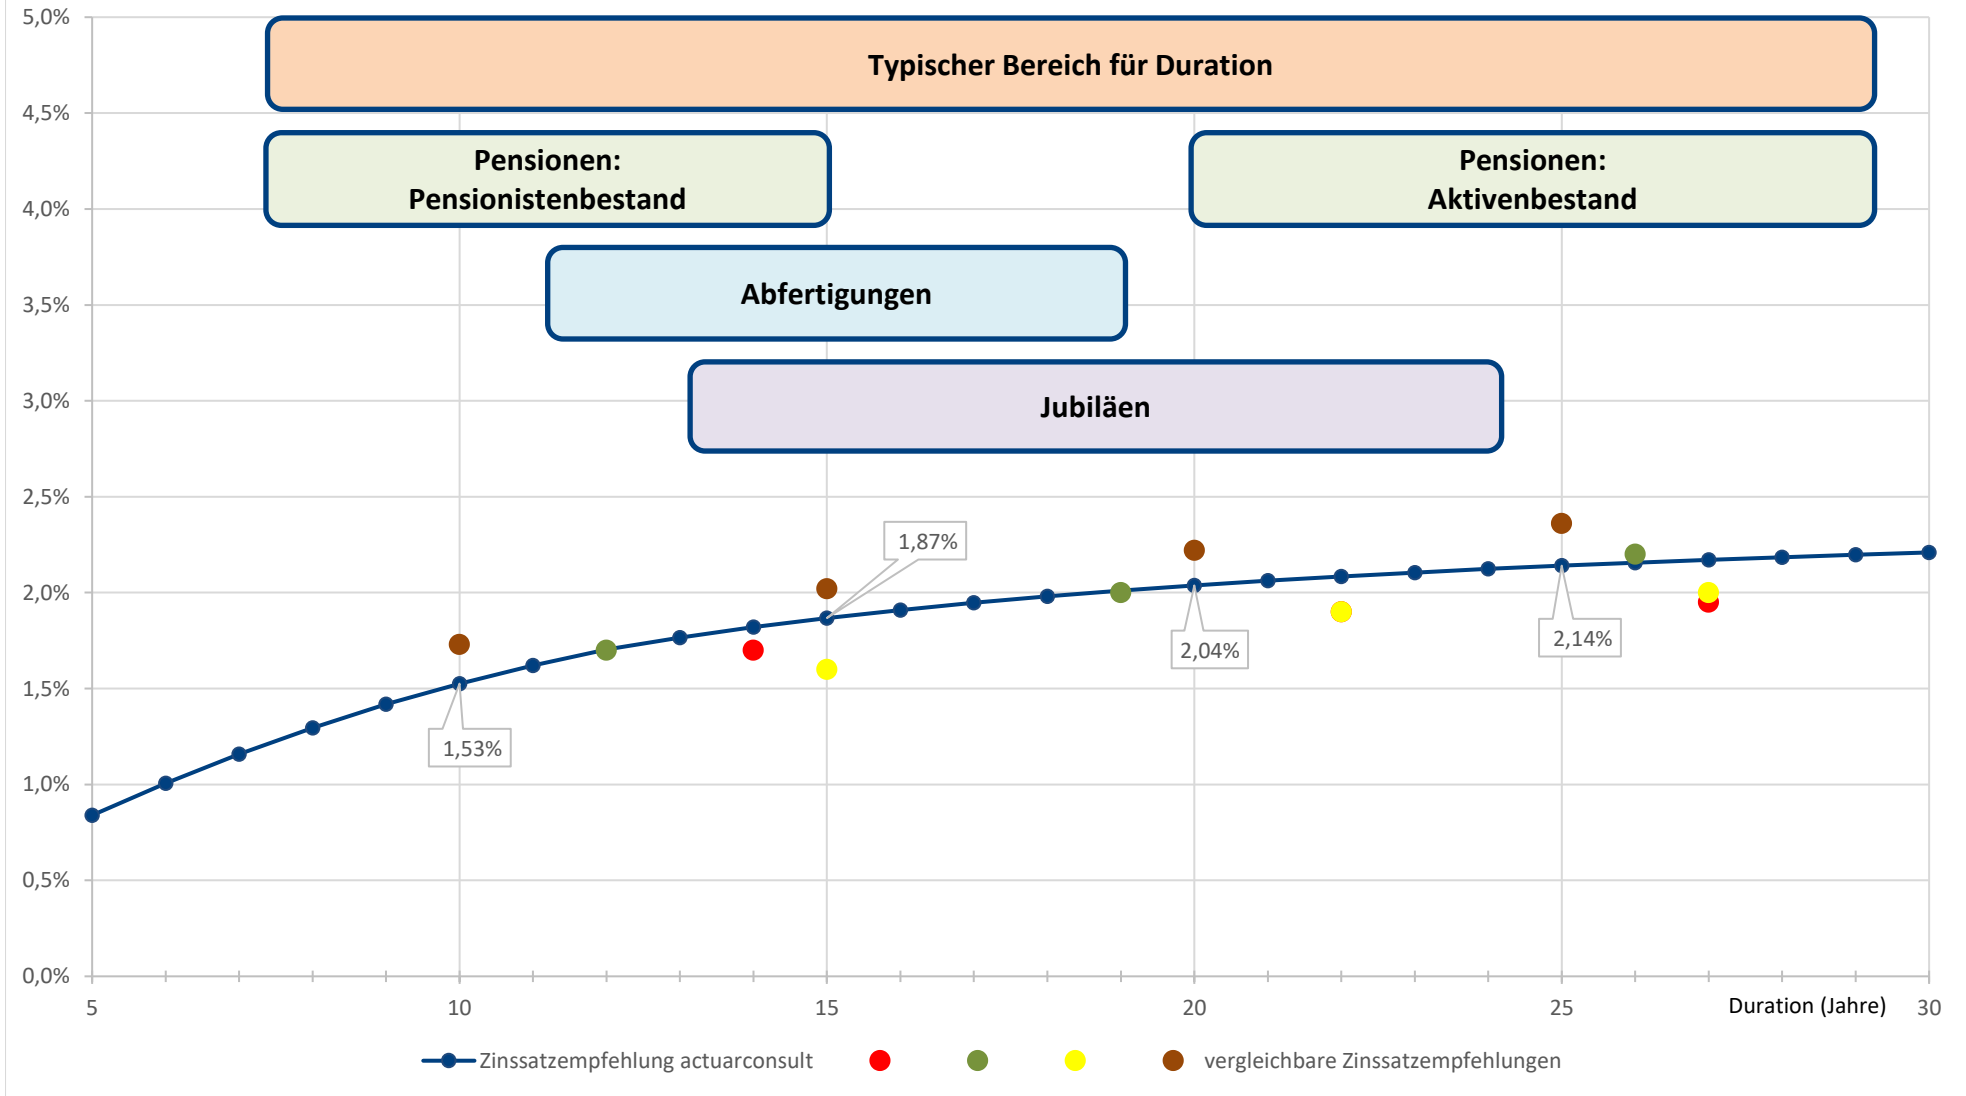 5,0%
Typischer Bereich für Duration
4,5%
Pensionen:
Pensionistenbestand
Pensionen:
Aktivenbestand
4,0%
Abfertigungen
3,5%
3,0%
Jubiläen
2,5%
1,87%
2,0%
2,04%
2,14%
1,5%
1,53%
1,0%
0,5%
0,0%
5 10 15 20 25 Duration (Jahre) 30
Zinssatzempfehlung actuarconsult vergleichbare Zinssatzempfehlungen